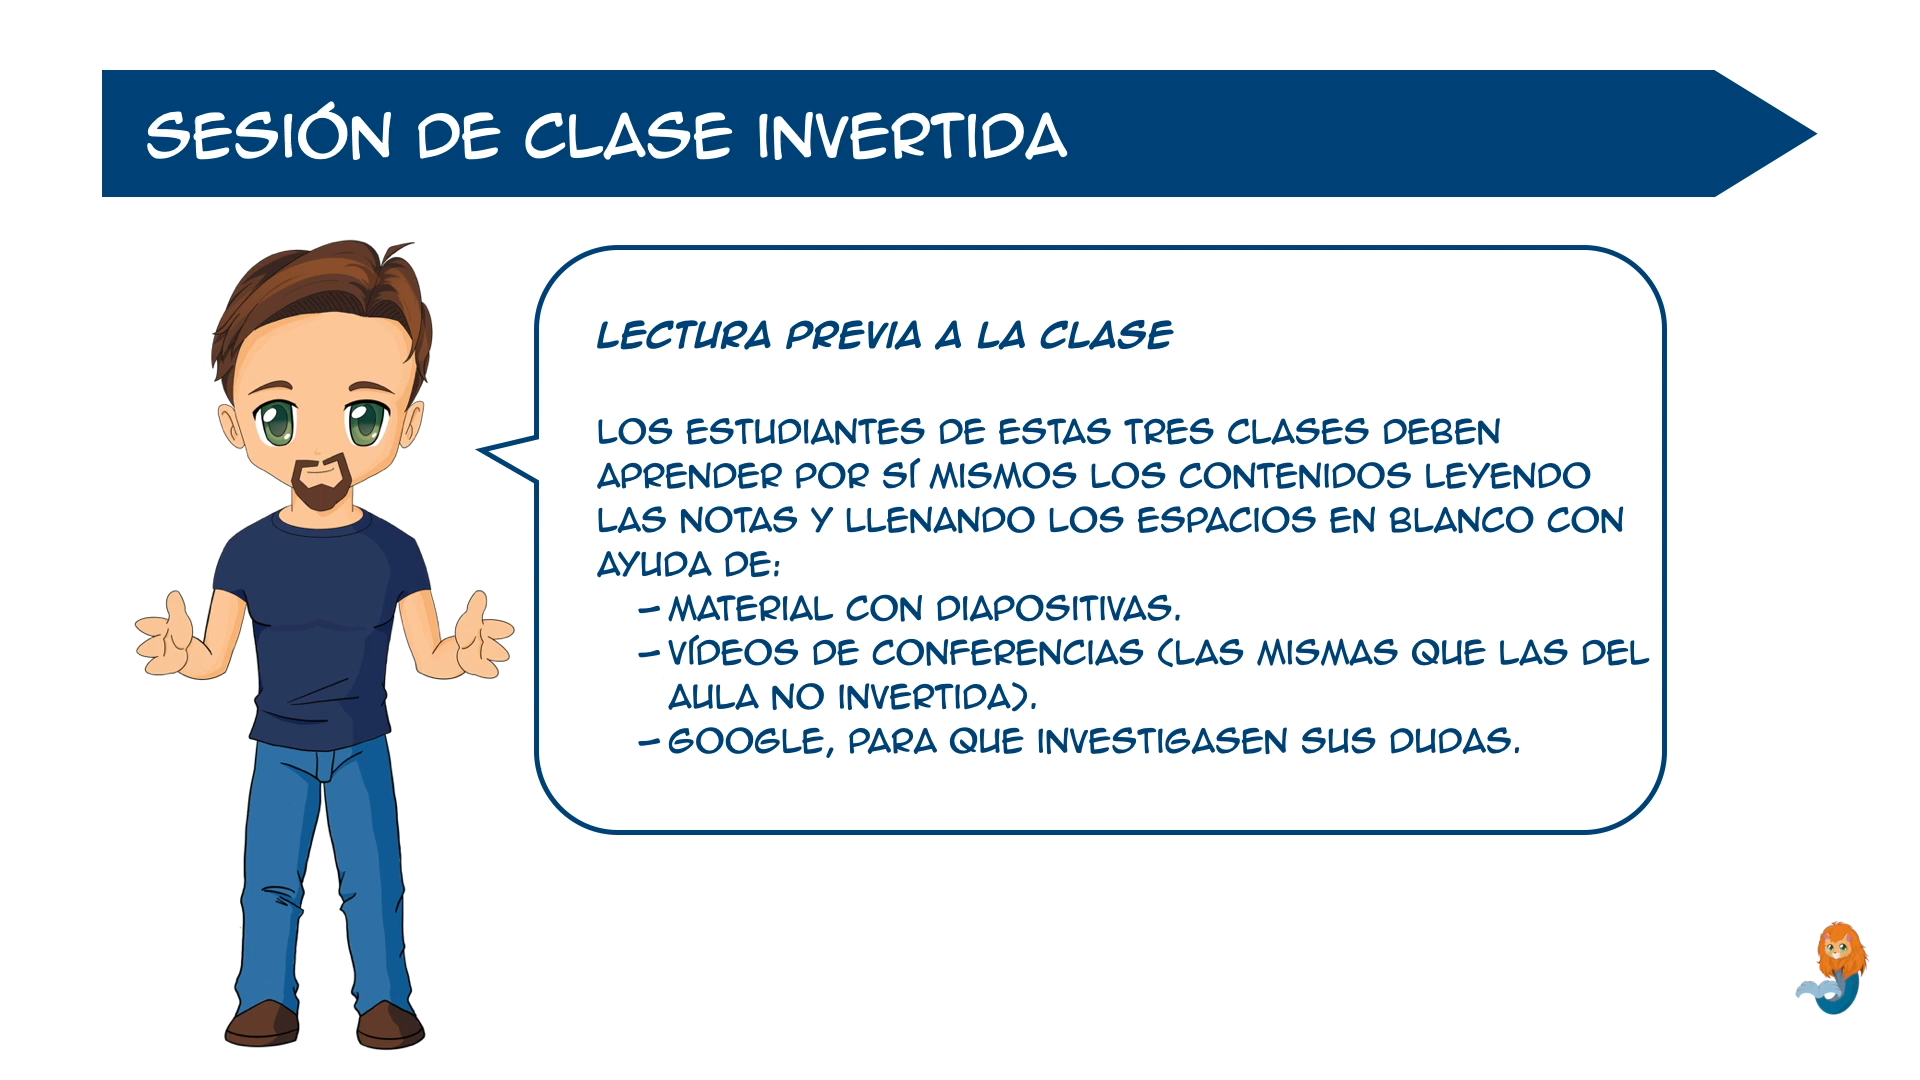 SESIÓN DE CLASE INVERTIDA
LECTURA PREVIA A LA CLASE
LOS ESTUDIANTES DE ESTAS TRES CLASES DEBEN
APRENDER POR SÍ MISMOS LOS CONTENIDOS LEYENDO
LAS NOTAS Y LLENANDO LOS ESPACIOS EN BLANCO CON
AYUDA DE:
– MATERIAL CON DIAPOSITIVAS.
– VÍDEOS DE CONFERENCIAS (LAS MISMAS QUE LAS DEL
AULA NO INVERTIDA).
– GOOGLE, PARA QUE INVESTIGASEN SUS DUDAS.